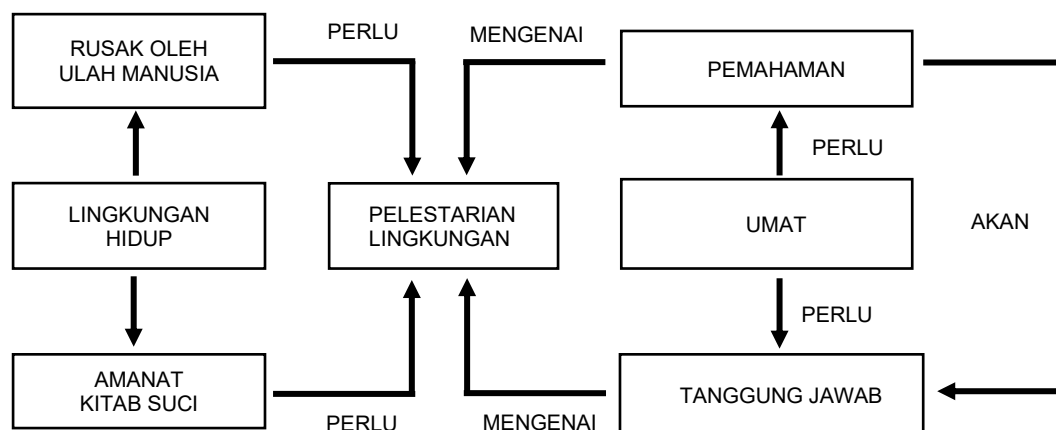 PERLU
MENGENAI
RUSAK OLEH
ULAH MANUSIA
PEMAHAMAN
PERLU
LINGKUNGAN
HIDUP
PELESTARIAN
LINGKUNGAN
UMAT
AKAN
PERLU
AMANAT
KITAB SUCI
TANGGUNG JAWAB
PERLU
MENGENAI